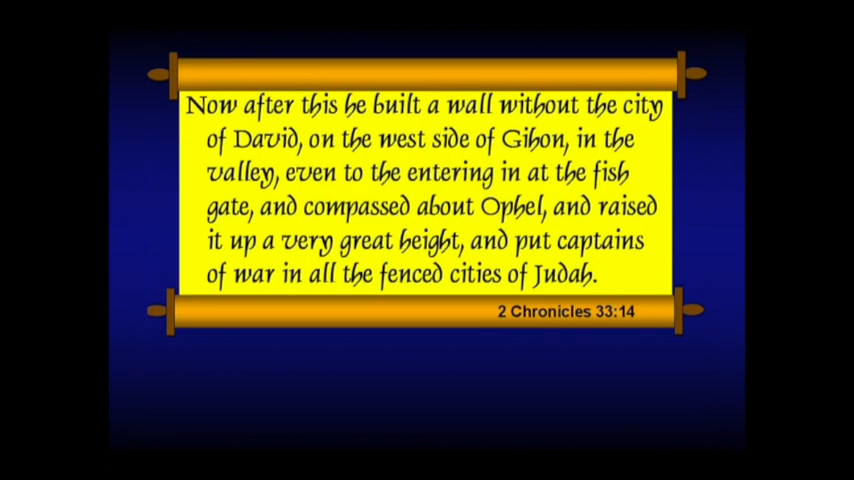 Now after this he built a wall without the city
of David, on the west side of Gihon, in the
valley, even to the entering in at the fish
gate, and compassed about Ophel, and raised
it up a very great height, and put captains
of war in all the fenced cities of Judah.
2 Chronicles 33:14